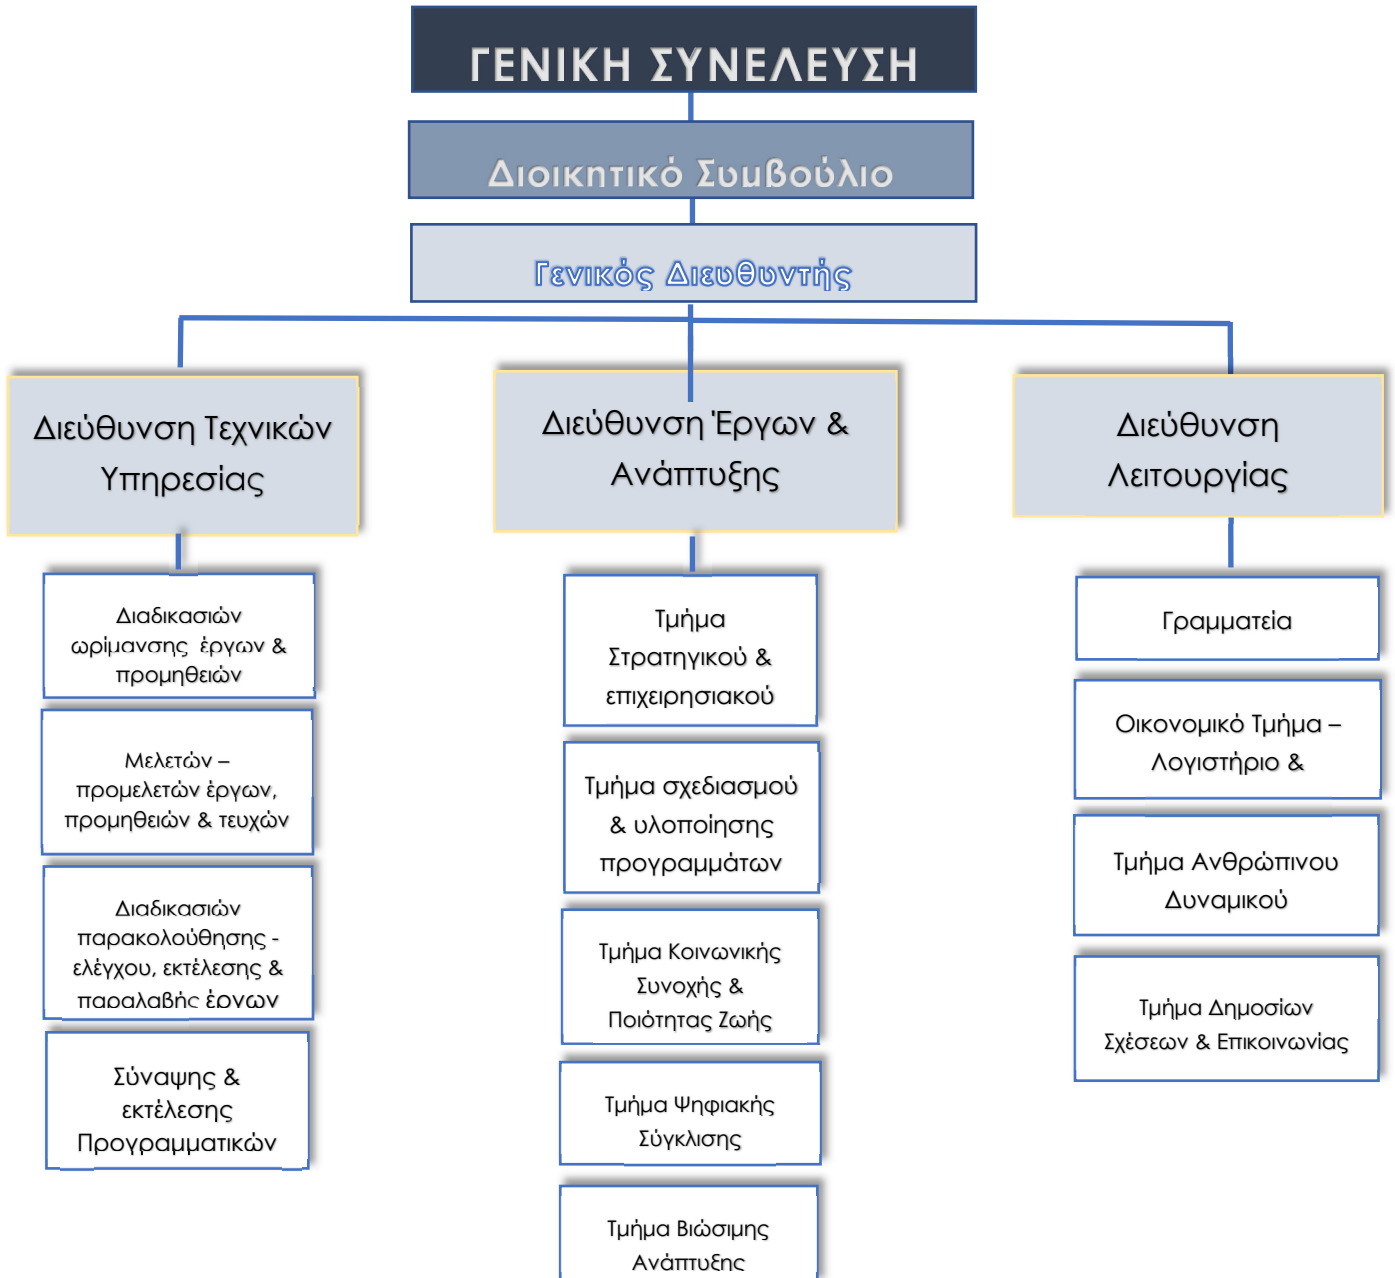 ΓΕΝΙΚΗ ΣΥΝΕΛΕΥΣΗ
Διοικητικό Συμβούλιο
Γενικός Διευθυντής
Διεύθυνση Τεχνικών
Υπηρεσίας
Διαδικασιών
ωρίμανσης έργων &
προμηθειών
Μελετών –
προμελετών έργων,
προμηθειών & τευχών
Διαδικασιών
παρακολούθησης -
ελέγχου, εκτέλεσης &
παραλαβής έργων
Σύναψης &
εκτέλεσης
Προγραμματικών
Διεύθυνση Έργων &
Ανάπτυξης
Τμήμα
Στρατηγικού &
επιχειρησιακού
Τμήμα σχεδιασμού
& υλοποίησης
προγραμμάτων
Τμήμα Κοινωνικής
Συνοχής &
Ποιότητας Ζωής
Τμήμα Ψηφιακής
Σύγκλισης
Τμήμα Βιώσιμης
Ανάπτυξης
Διεύθυνση
Λειτουργίας
Γραμματεία
Οικονομικό Τμήμα –
Λογιστήριο &
Τμήμα Ανθρώπινου
Δυναμικού
Τμήμα Δημοσίων
Σχέσεων & Επικοινωνίας